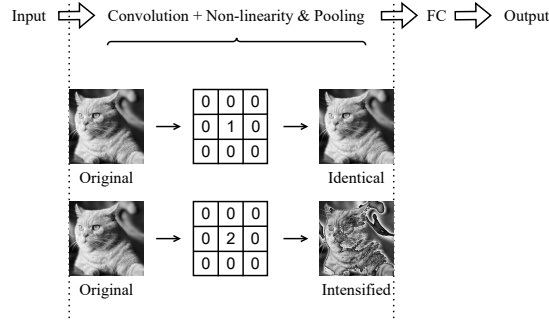 Input Convolution + Non-linearity & Pooling FC Output
0 0 0
0 1 0
0 0 0
Original Identical
0 0 0
0 2 0
0 0 0
Original Intensified